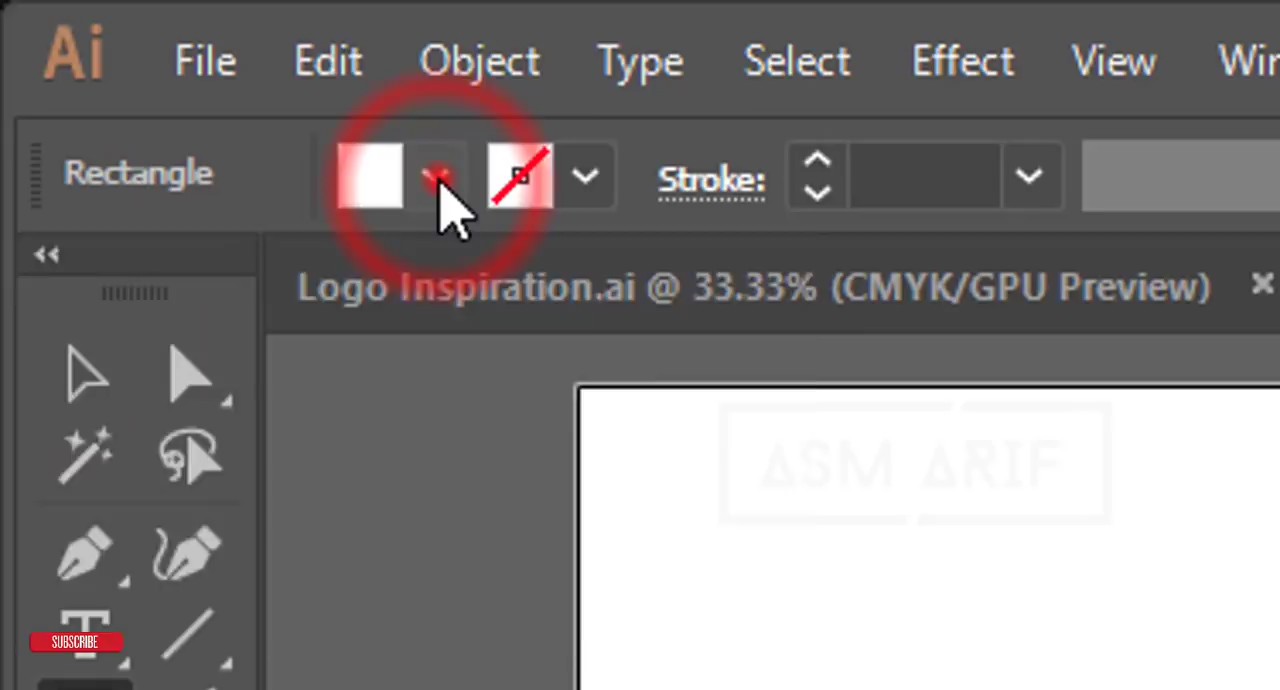 Ai File Edit Object Type Select Effect View Win
Rectangle Stroke:
Logo Inspiration.ai @ 33.33% (CMYK/GPU Preview)
ASM ARIF
SUBSCRIBE